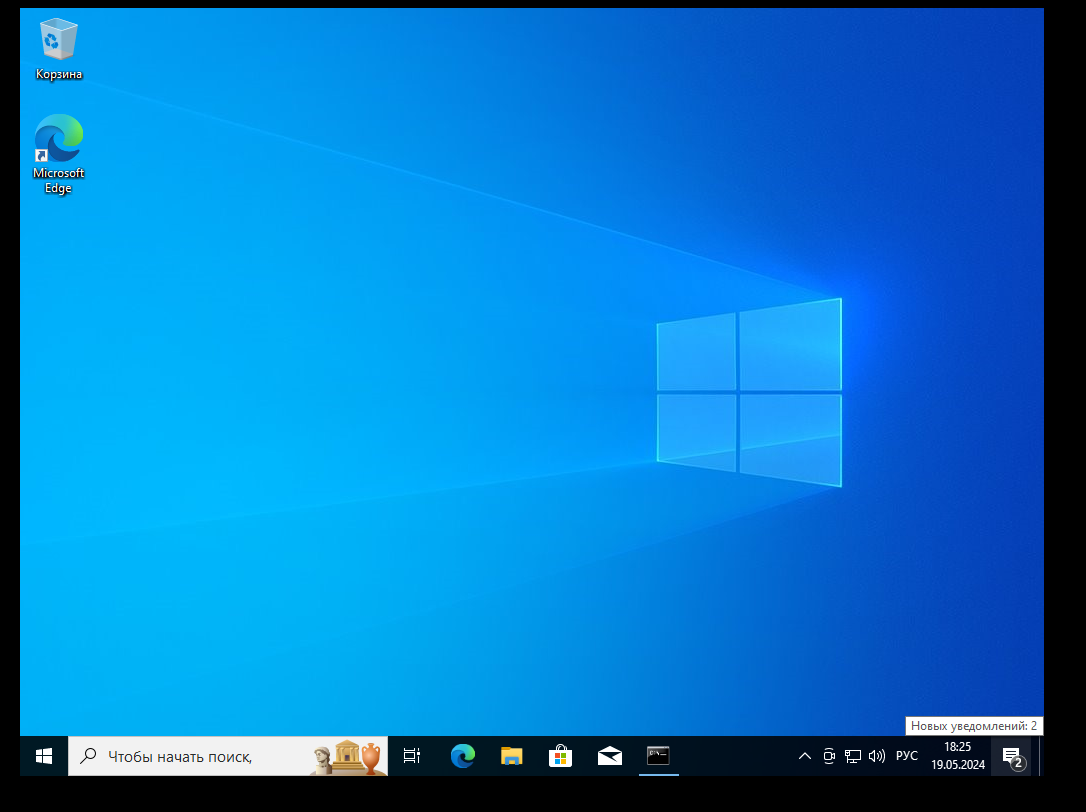 Корзина
Microsoft
Edge
Новых уведомлений: 2
Чтобы начать поиск,
C:\_
РУС
18:25
19.05.2024
2